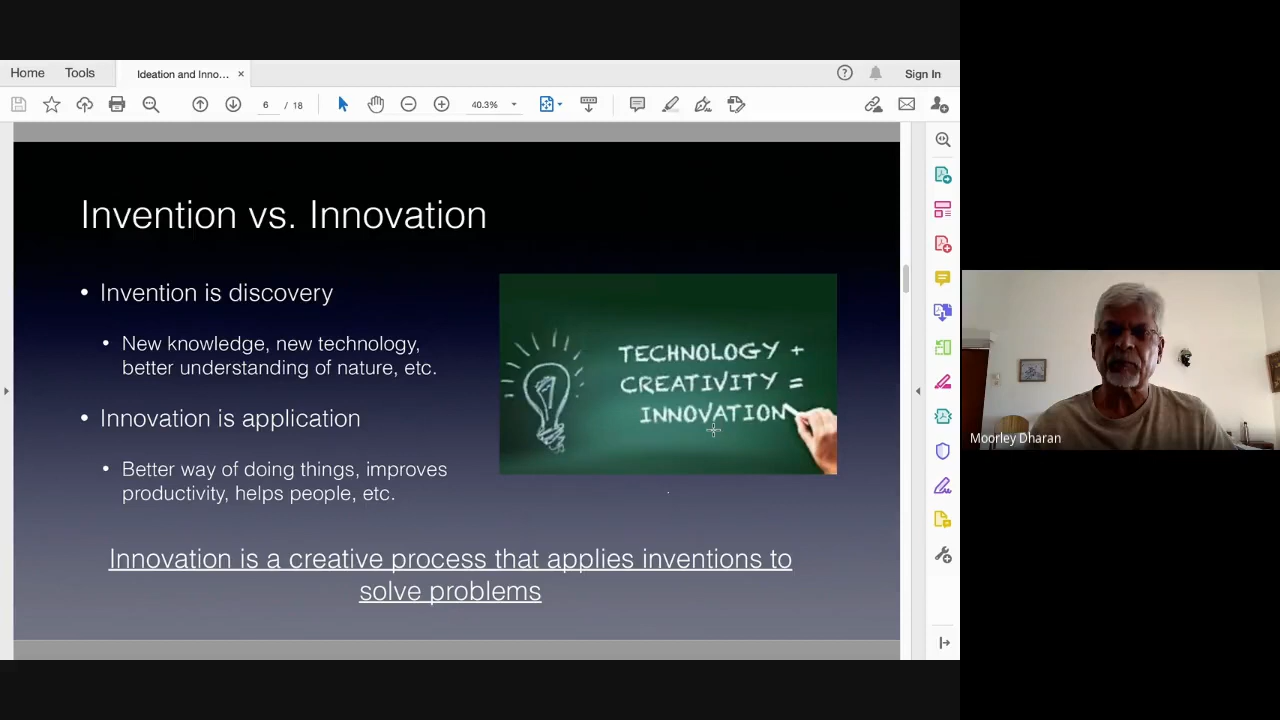 Home
Tools
Ideation and Inno...
Sign In
6 / 18
40.3%
Invention vs. Innovation
• Invention is discovery
• New knowledge, new technology,
better understanding of nature, etc.
• Innovation is application
• Better way of doing things, improves
productivity, helps people, etc.
TECHNOLOGY +
CREATIVITY =
INNOVATION
Innovation is a creative process that applies inventions to
solve problems
Moorley Dharan